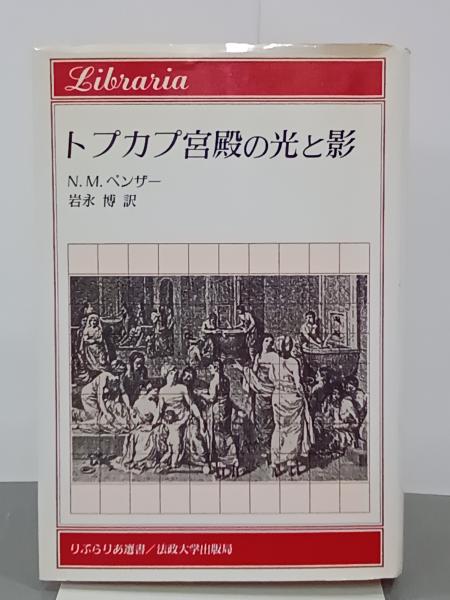 Libraria
トプカプ宮殿の光と影
N.M.ペンザー
岩永 博 訳
りぶらりあ選書/法政大学出版局